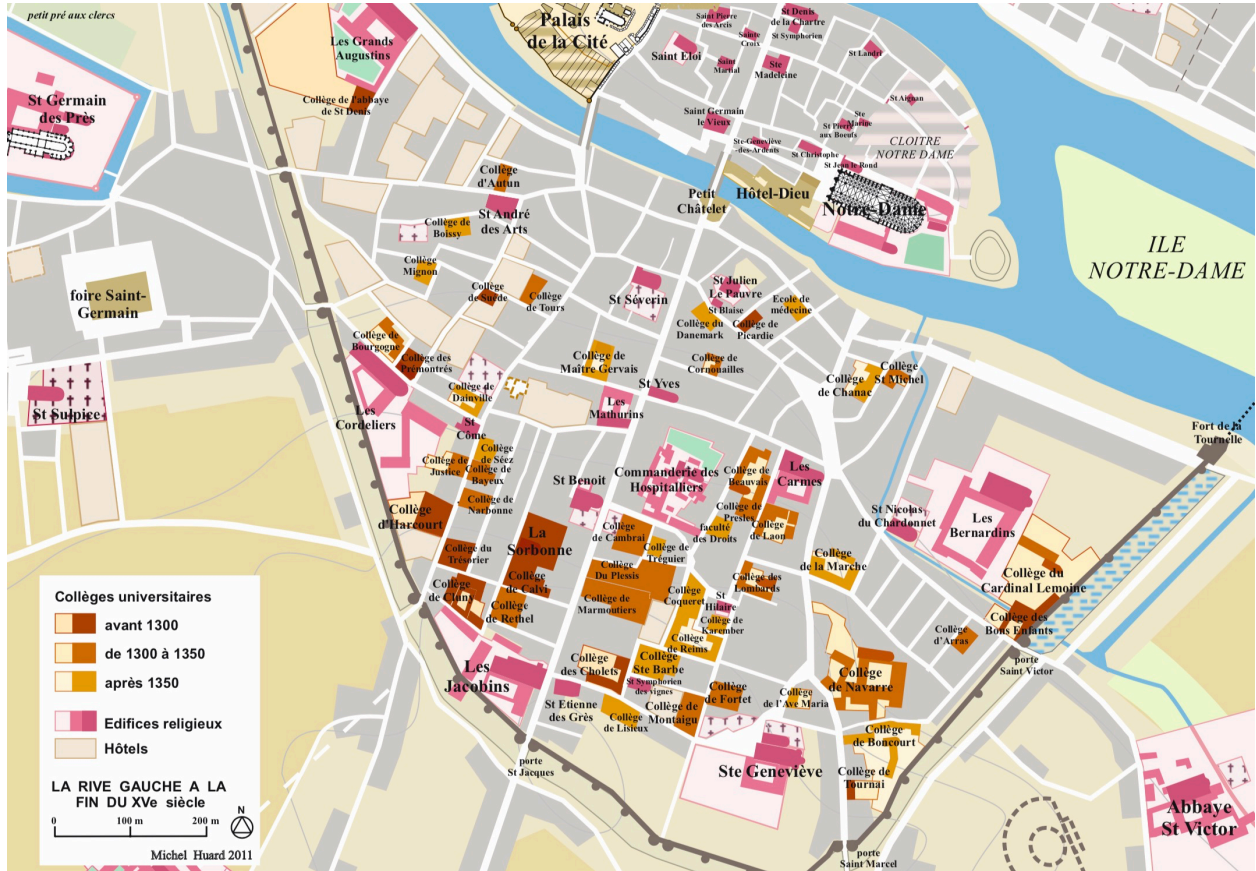 petit pré aux clercs
Les Grands
Augustins
Palais
de la Cité
Saint Pierre
des Arcis
St Denis
de la Chartre
St Symphorien
Sainte
Croix
Saint Eloi
Saint
Martial
Ste
Madeleine
St Landri
St Germain
des Près
Collège de l'abbaye
de St Denis
Saint Germain
le Vieux
St Aignan
Ste
Marine
St Pierre
aux Boeufs
Ste-Geneviève
-des-Ardents
St Christophe
St Jean le Rond
CLOITRE
NOTRE DAME
Collège
d'Autun
Petit
Châtelet
Hôtel-Dieu
Notre-Dame
ILE
NOTRE-DAME
St André
des Arts
Collège de
Boissy
Collège
Mignon
foire Saint-
Germain
Collège
de Suède
Collège
de Tours
St Séverin
St Julien
Le Pauvre
St Blaise
Ecole de
médecine
Collège du
Danemark
Collège de
Picardie
Collège de
Bourgogne
Collège des
Prémontrés
Collège de
Maître Gervais
Collège de
Cornouailles
Collège
St Michel
Collège
de Chanac
St Sulpice
Les
Cordeliers
Collège de
Dainville
St Yves
Les
Mathurins
St
Côme
Fort de la
Tournelle
Collège
de Séez
Collège de
Justice
Collège de
Bayeux
St Benoit
Commanderie des
Hospitalliers
Collège de
Beauvais
Les
Carmes
Collège de
Narbonne
Collège
d'Harcourt
La
Sorbonne
Collège
de Cambrai
Collège de
Presles
faculté
des Droits
Collège
de Laon
St Nicolas
du Chardonnet
Les
Bernardins
Collège du
Trésorier
Collège de
Tréguier
Collège
de la Marche
Collège
Du Plessis
Collège
de Calvi
Collège des
Lombards
Collège du
Cardinal Lemoine
Collège
de Cluny
Collège
de Rethel
Collège de
Marmoutiers
Collège
Coqueret
St
Hilaire
Collège de
Karember
Collège des
Bons Enfants
Collège
d'Arras
Collège
de Reims
porte
Saint Victor
Les
Jacobins
Collège
des Cholets
Collège
Ste Barbe
St Symphorien
des vignes
Collège
de Navarre
St Etienne
des Grès
Collège
de Lisieux
Collège de
Montaigu
Collège
de Fortet
Collège
de l'Ave Maria
Collège
de Boncourt
porte
St Jacques
Ste Geneviève
Collège de
Tournai
Abbaye
St Victor
porte
Saint Marcel
Collèges universitaires
avant 1300
de 1300 à 1350
après 1350
Edifices religieux
Hôtels
LA RIVE GAUCHE A LA
FIN DU XVe siècle
0 100 m 200 m
N
Michel Huard 2011